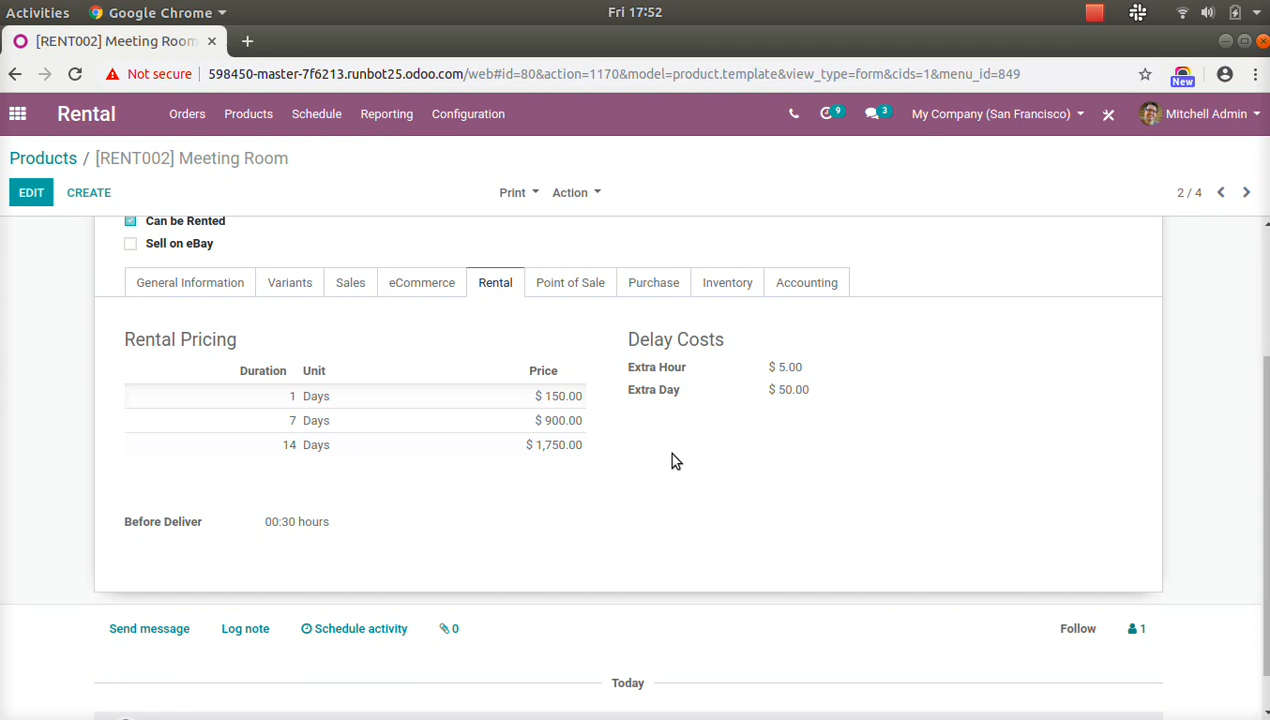 Activities Google Chrome Fri 17:52
[RENT002] Meeting Room
Not secure 598450-master-7f6213.runbot25.odoo.com/web#id=80&action=1170&model=product.template&view_type=form&cids=1&menu_id=849 New
Rental Orders Products Schedule Reporting Configuration 9 3 My Company (San Francisco) Mitchell Admin
Products / [RENT002] Meeting Room
EDIT CREATE Print Action 2 / 4
Can be Rented
Sell on eBay
General Information Variants Sales eCommerce Rental Point of Sale Purchase Inventory Accounting
Rental Pricing Delay Costs
Duration Unit Price Extra Hour $ 5.00
1 Days $ 150.00 Extra Day $ 50.00
7 Days $ 900.00
14 Days $ 1,750.00
Before Deliver 00:30 hours
Send message Log note Schedule activity 0 Follow 1
Today